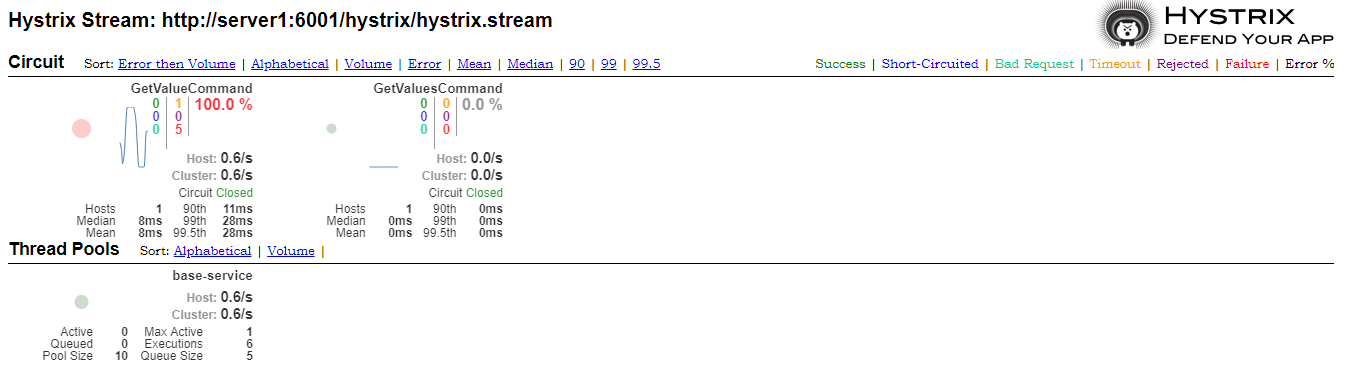 Hystrix Stream: http://server1:6001/hystrix/hystrix.stream
HYSTRIX
DEFEND YOUR APP
Circuit Sort: Error then Volume | Alphabetical | Volume | Error | Mean | Median | 90 | 99 | 99.5
Success | Short-Circuited | Bad Request | Timeout | Rejected | Failure | Error %
GetValueCommand
0 1 100.0 %
0 0
0 5
Host: 0.6/s
Cluster: 0.6/s
Circuit Closed
Hosts 1 90th 11ms
Median 8ms 99th 28ms
Mean 8ms 99.5th 28ms
GetValuesCommand
0 0 0.0 %
0 0
0 0
Host: 0.0/s
Cluster: 0.0/s
Circuit Closed
Hosts 1 90th 0ms
Median 0ms 99th 0ms
Mean 0ms 99.5th 0ms
Thread Pools Sort: Alphabetical | Volume |
base-service
Host: 0.6/s
Cluster: 0.6/s
Active 0 Max Active 1
Queued 0 Executions 6
Pool Size 10 Queue Size 5